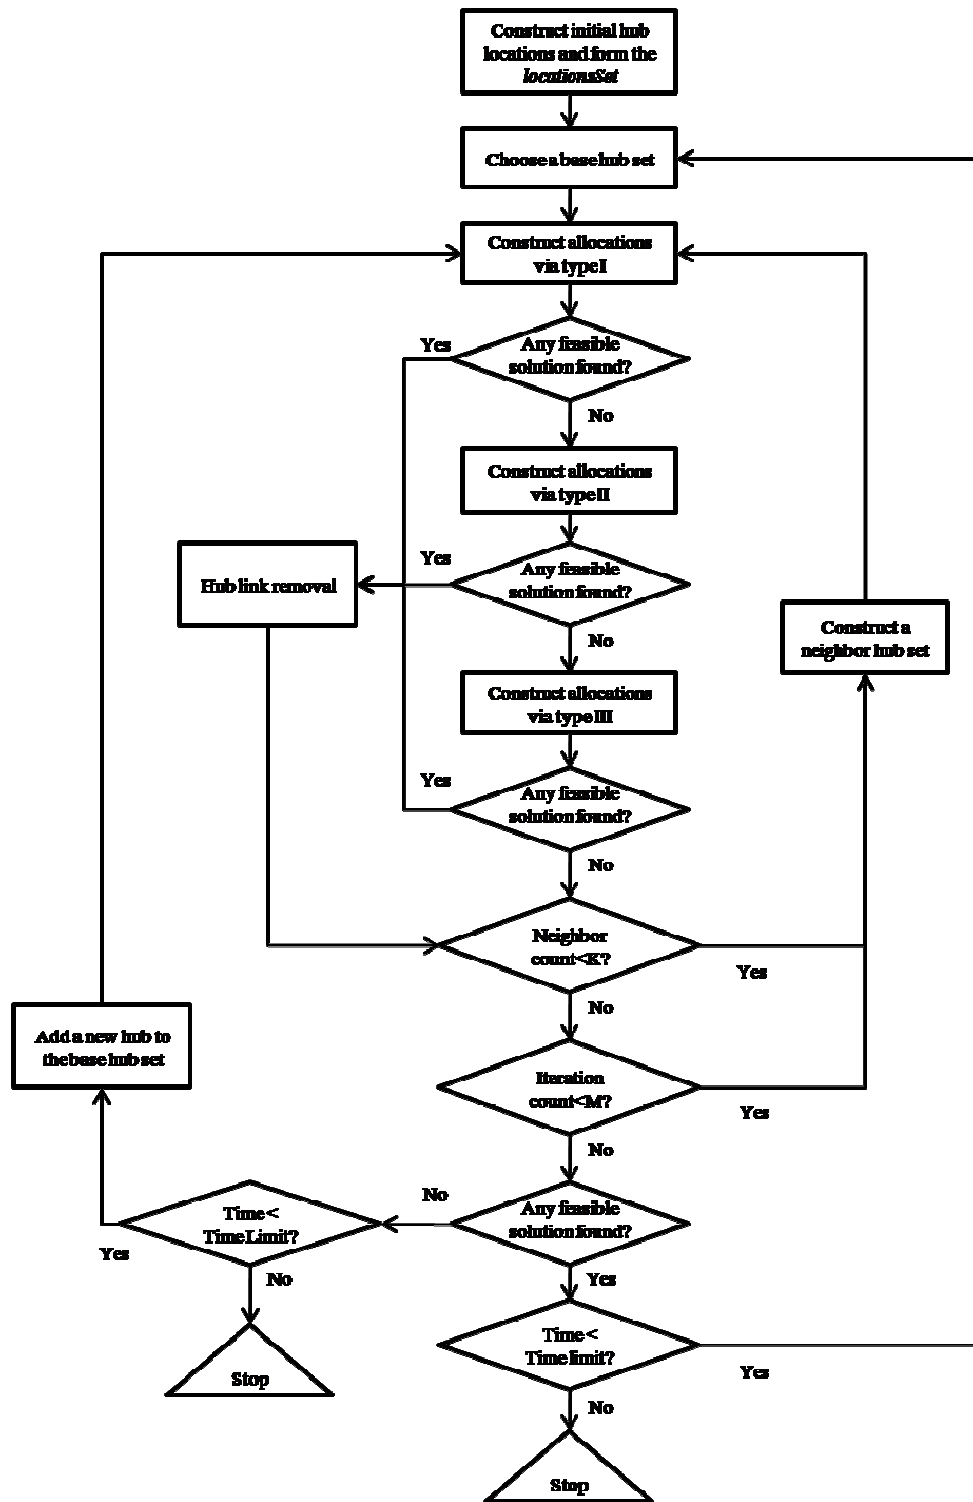 Construct initial hub
locations and form the
locationsSet
Choose a base hub set
Construct allocations
via type I
Yes
Any feasible
solution found?
No
Construct allocations
via type II
Yes
Any feasible
solution found?
Hub link removal
No
Construct a
neighbor hub set
Construct allocations
via type III
Yes
Any feasible
solution found?
No
Neighbor
count<K?
Yes
No
Add a new hub to
the base hub set
Iteration
count<M?
Yes
No
No
Time <
Time Limit?
Any feasible
solution found?
Yes
No
Yes
Time <
Time limit?
Yes
Stop
No
Stop